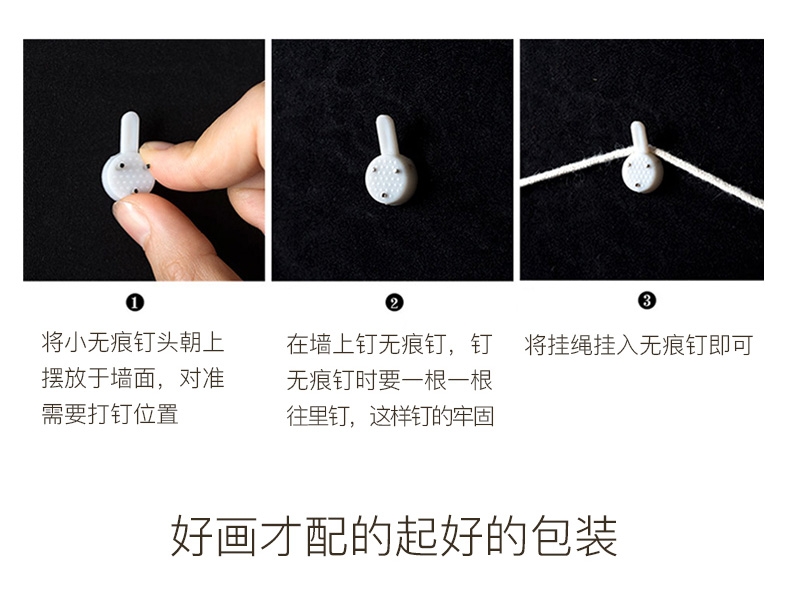 ❶
将小无痕钉头朝上
摆放于墙面，对准
需要打钉位置
❷
在墙上钉无痕钉，钉
无痕钉时要一根一根
往里钉，这样钉的牢固
❸
将挂绳挂入无痕钉即可
好画才配的起好的包装